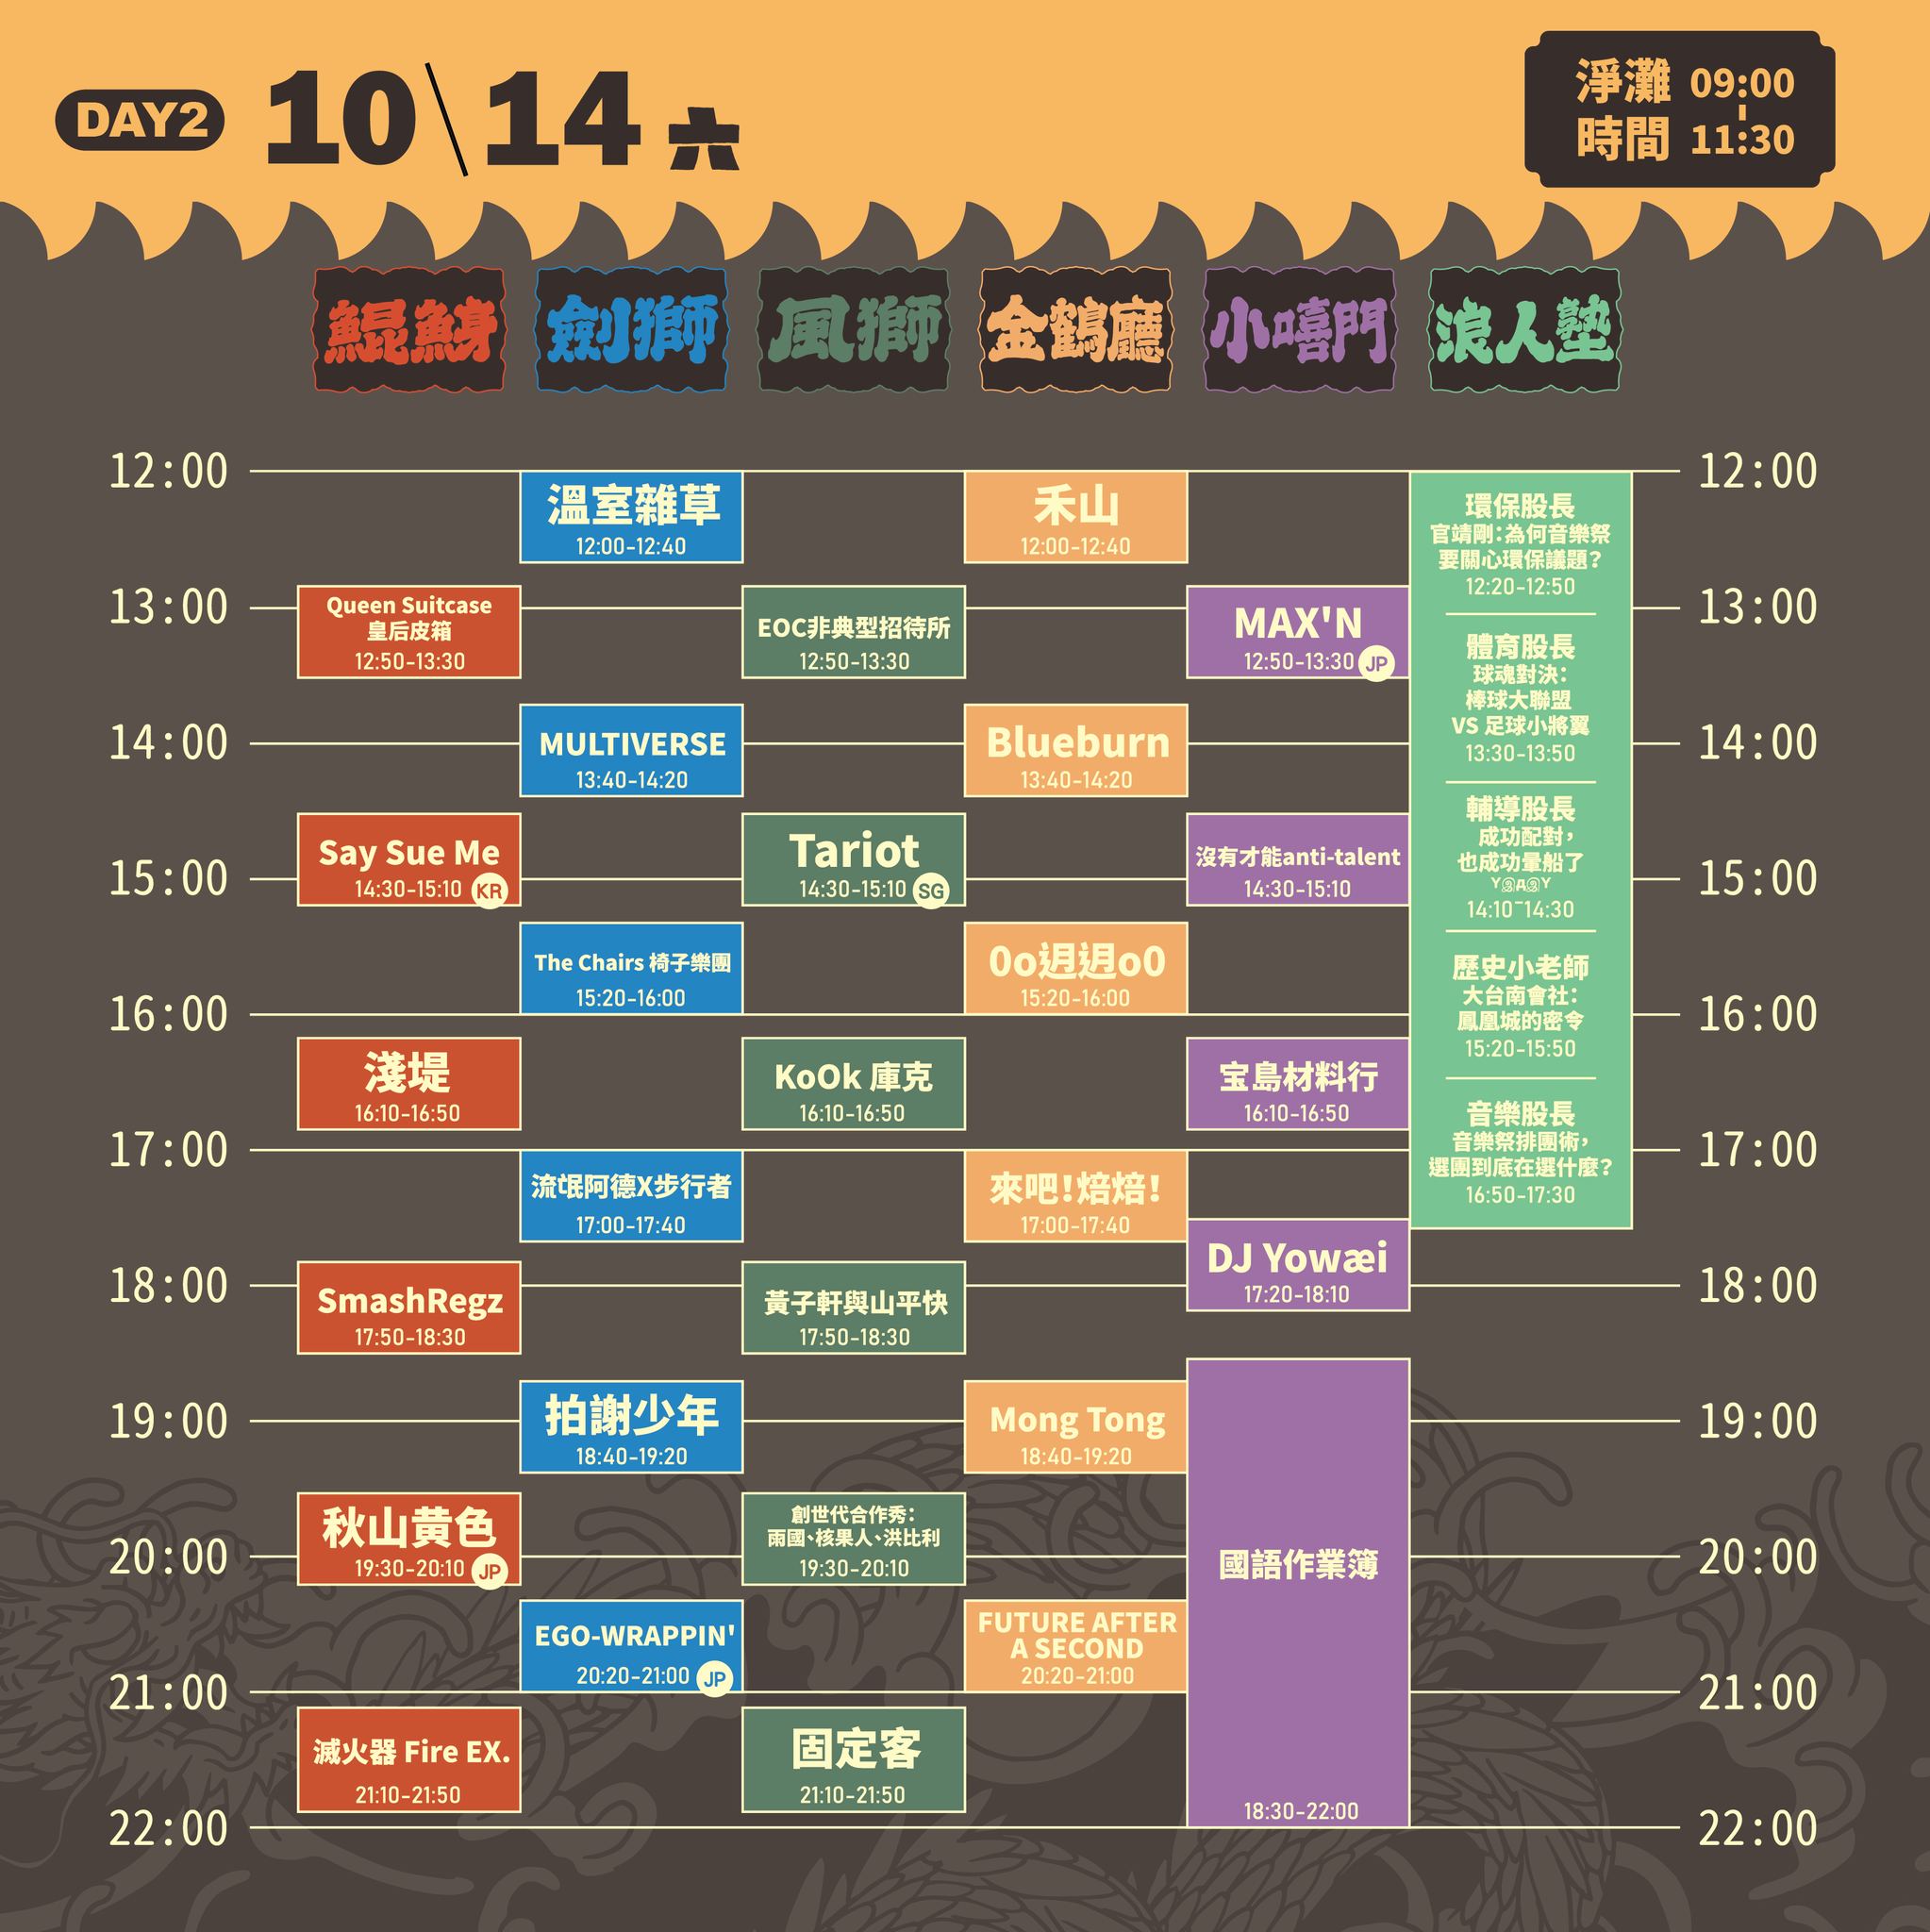 DAY2 10\14 六
淨灘 09:00
時間 11:30
鯤鯓 劍獅 風獅 金鶴廳 小嘻門 浪人塾
12:00
溫室雜草
12:00-12:40
禾山
12:00-12:40
12:00
環保股長
官靖剛:為何音樂祭
要關心環保議題?
12:20-12:50
13:00
Queen Suitcase
皇后皮箱
12:50-13:30
EOC非典型招待所
12:50-13:30
MAX'N
12:50-13:30 JP
13:00
體育股長
球魂對決:
棒球大聯盟
VS 足球小將翼
13:30-13:50
14:00
MULTIVERSE
13:40-14:20
Blueburn
13:40-14:20
14:00
輔導股長
成功配對,
也成功暈船了
14:10-14:30
15:00
Say Sue Me
14:30-15:10 KR
Tariot
14:30-15:10 SG
沒有才能anti-talent
14:30-15:10
15:00
The Chairs 椅子樂團
15:20-16:00
0o迌迌o0
15:20-16:00
歷史小老師
大台南會社:
鳳凰城的密令
15:20-15:50
16:00
16:00
淺堤
16:10-16:50
KoOk 庫克
16:10-16:50
宝島材料行
16:10-16:50
音樂股長
音樂祭排團術,
選團到底在選什麼?
16:50-17:30
17:00
流氓阿德X步行者
17:00-17:40
來吧!焙焙!
17:00-17:40
17:00
DJ Yowæi
17:20-18:10
18:00
SmashRegz
17:50-18:30
黃子軒與山平快
17:50-18:30
18:00
19:00
拍謝少年
18:40-19:20
Mong Tong
18:40-19:20
19:00
國語作業簿
18:30-22:00
20:00
秋山黄色
19:30-20:10 JP
創世代合作秀:
雨國、核果人、洪比利
19:30-20:10
20:00
EGO-WRAPPIN'
20:20-21:00 JP
FUTURE AFTER
A SECOND
20:20-21:00
21:00
21:00
滅火器 Fire EX.
21:10-21:50
固定客
21:10-21:50
22:00
22:00